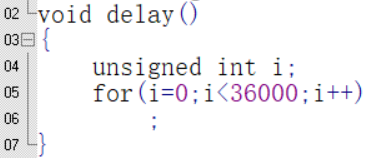 02 void delay()
03 {
04 unsigned int i;
05 for(i=0;i<36000;i++)
06 ;
07 }